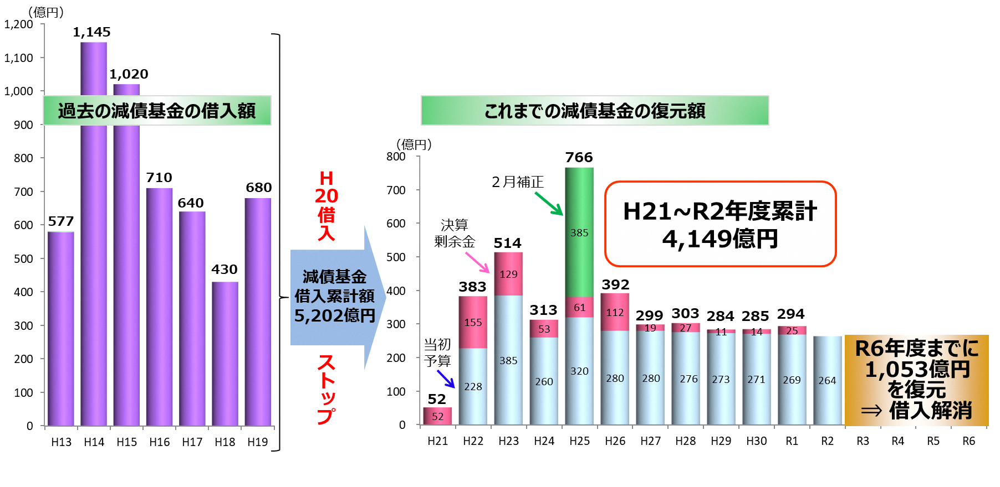 （億円）
1,200
1,100
1,000
900
800
700
600
500
400
300
200
100
0
過去の減債基金の借入額
577
1,145
1,020
710
640
430
680
H13
H14
H15
H16
H17
H18
H19
H
20
借
入
減債基金
借入累計額
5,202億円
ス
ト
ッ
プ
これまでの減債基金の復元額
（億円）
800
700
600
500
400
300
200
100
0
H21~R2年度累計
4,149億円
２月補正
決算
剰余金
当初
予算
52
52
383
155
228
514
129
385
313
53
260
766
385
61
320
392
112
280
299
19
280
303
27
276
284
11
273
285
14
271
294
25
269
264
R6年度までに
1,053億円
を復元
⇒ 借入解消
H21
H22
H23
H24
H25
H26
H27
H28
H29
H30
R1
R2
R3
R4
R5
R6